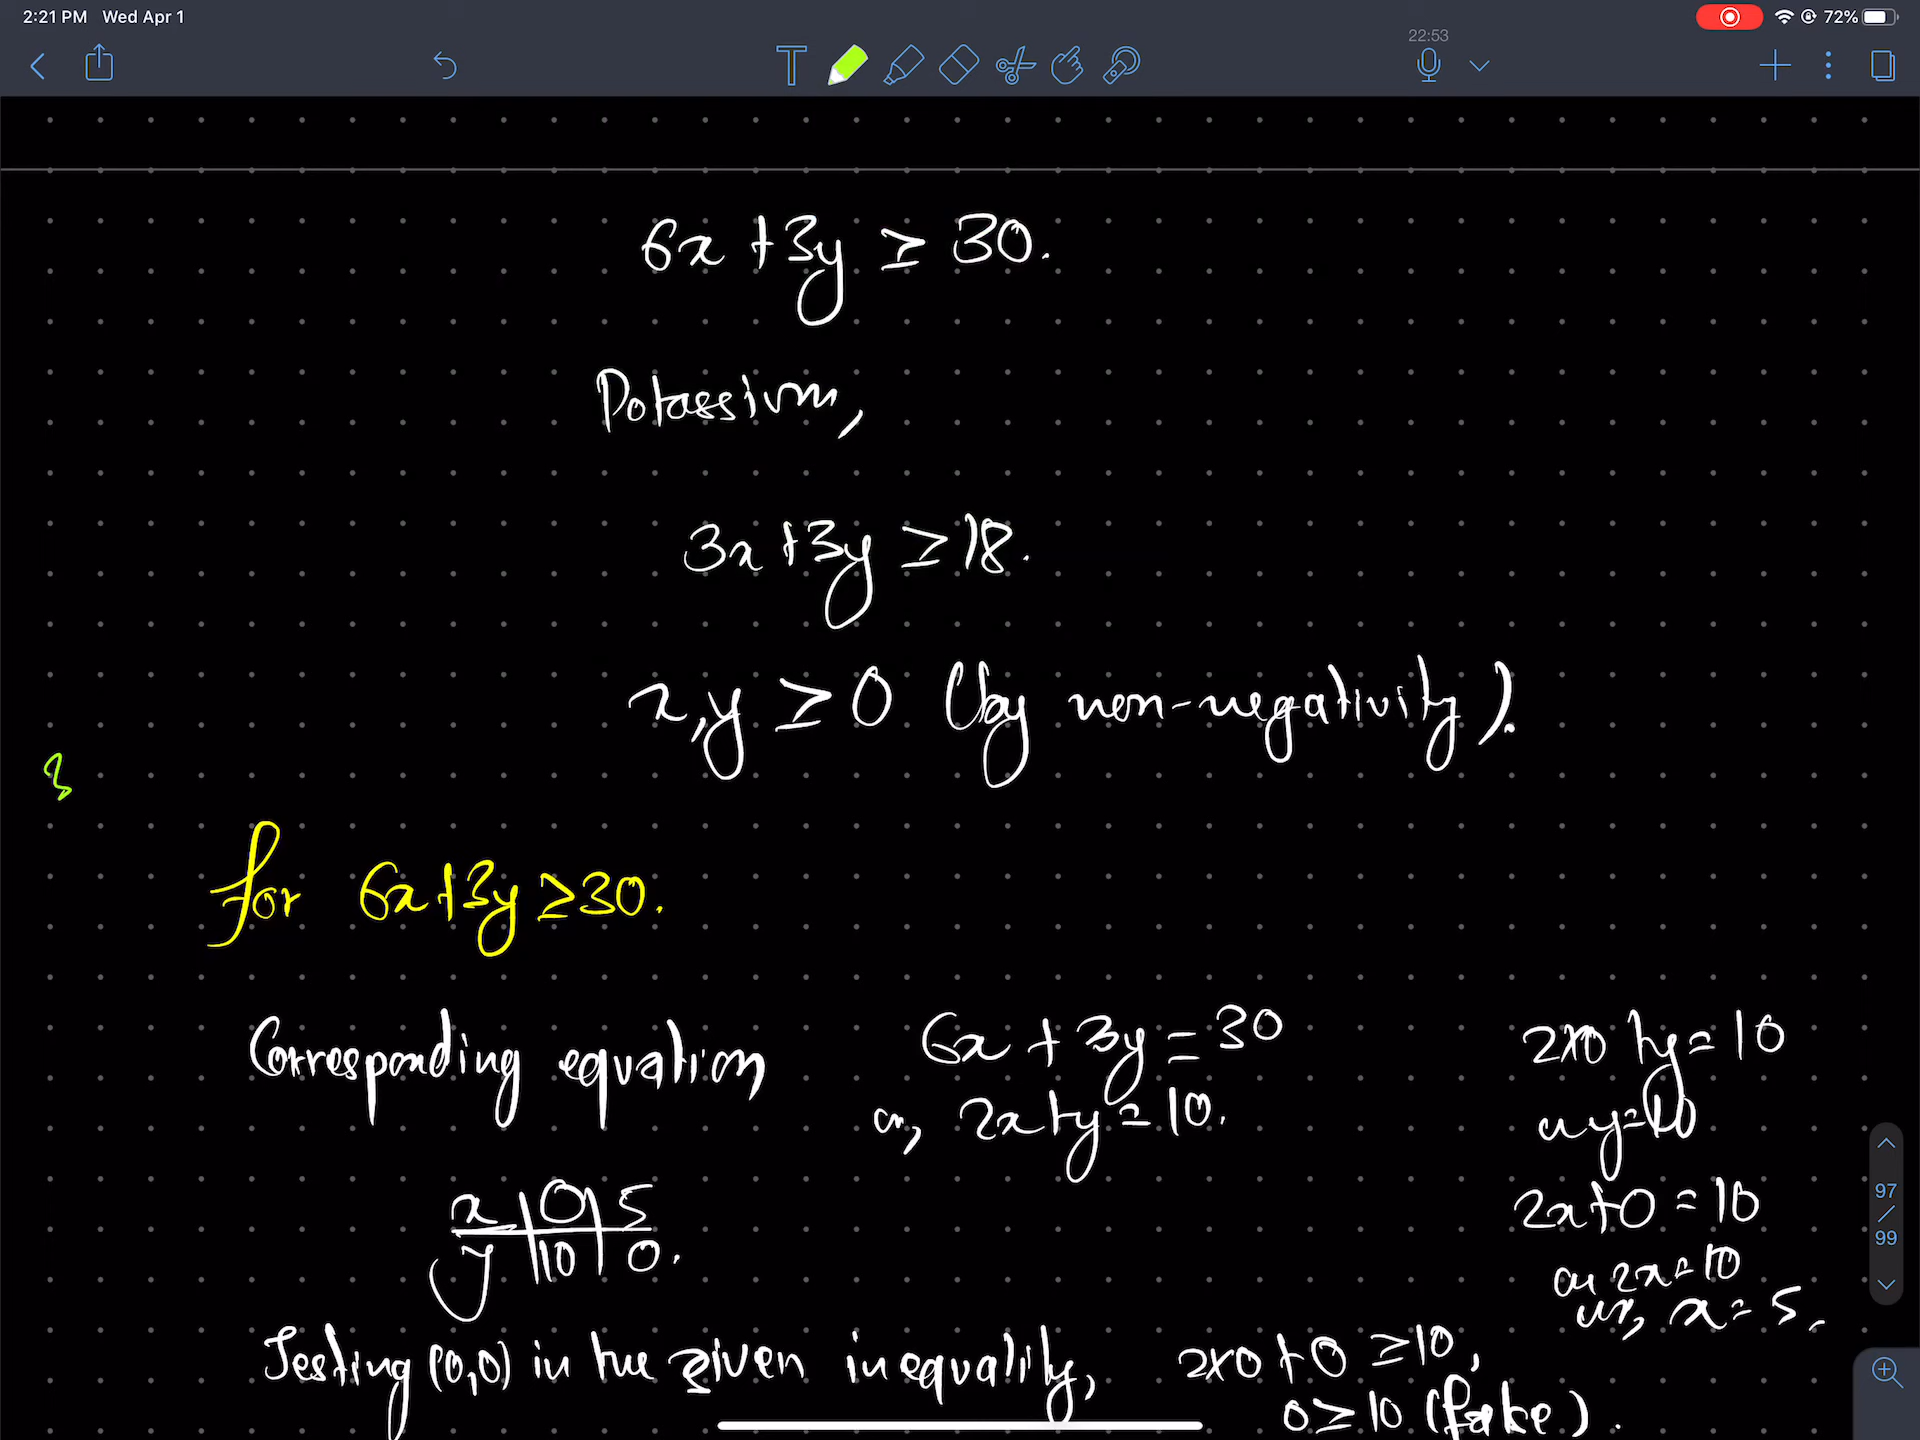 2:21 PM Wed Apr 1
72%
22:53
6x + 3y ≥ 30.
Potassium,
3x + 3y ≥ 18.
x, y ≥ 0 (by non-negativity).
for 6x + 3y ≥ 30.
Corresponding equation 6x + 3y = 30
or, 2x + y = 10.
2×0 + y = 10
or y = 10
2x + 0 = 10
or 2x = 10
or, x = 5.
x | 0 | 5
y | 10 | 0.
Testing (0,0) in the given inequality, 2×0 + 0 ≥ 10,
0 ≥ 10 (false).
97
/
99